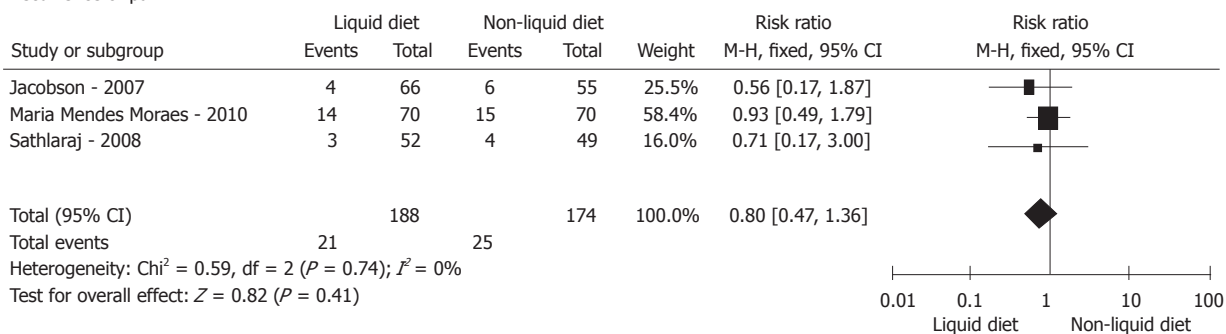 Liquid diet Non-liquid diet Risk ratio Risk ratio
Study or subgroup Events Total Events Total Weight M-H, fixed, 95% CI M-H, fixed, 95% CI
Jacobson - 2007 4 66 6 55 25.5% 0.56 [0.17, 1.87]
Maria Mendes Moraes - 2010 14 70 15 70 58.4% 0.93 [0.49, 1.79]
Sathlaraj - 2008 3 52 4 49 16.0% 0.71 [0.17, 3.00]
Total (95% CI) 188 174 100.0% 0.80 [0.47, 1.36]
Total events 21 25
Heterogeneity: Chi² = 0.59, df = 2 (P = 0.74); I² = 0%
Test for overall effect: Z = 0.82 (P = 0.41)
0.01 0.1 1 10 100
Liquid diet Non-liquid diet